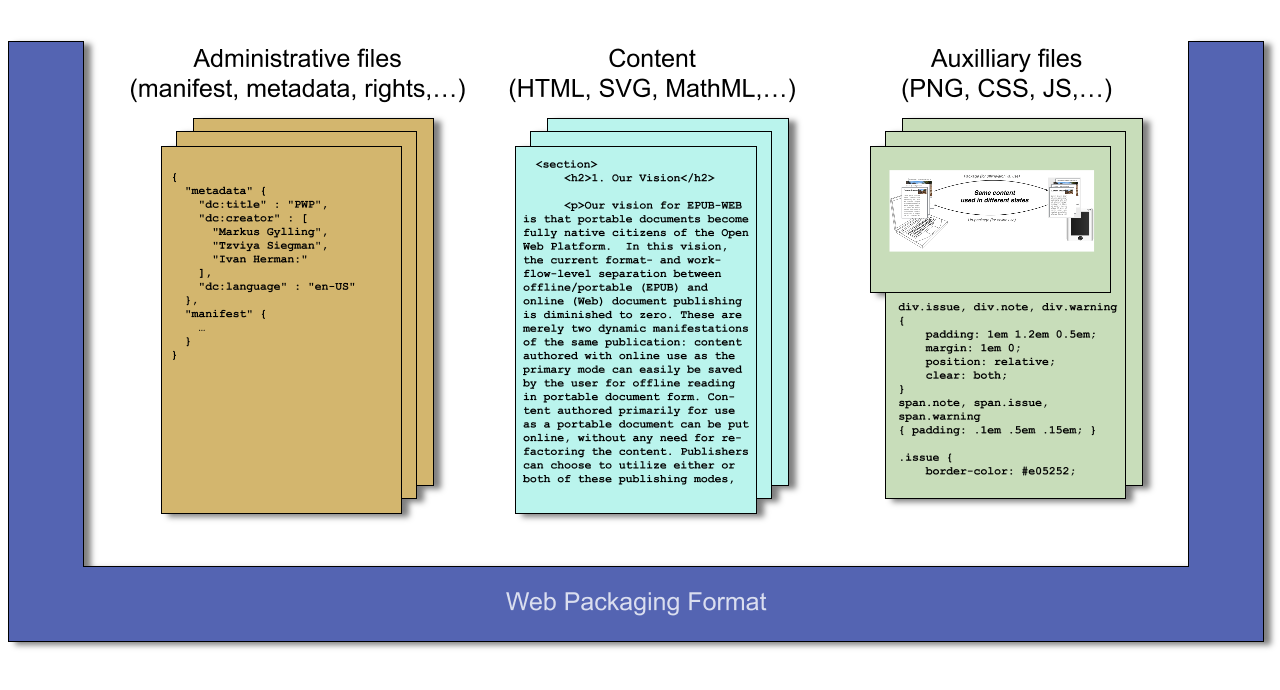 Administrative files
(manifest, metadata, rights,…)
{
"metadata" {
"dc:title" : "PWP",
"dc:creator" : [
"Markus Gylling",
"Tzviya Siegman",
"Ivan Herman:"
],
"dc:language" : "en-US"
},
"manifest" {
…
}
}
Content
(HTML, SVG, MathML,…)
<section>
<h2>1. Our Vision</h2>
<p>Our vision for EPUB-WEB
is that portable documents become
fully native citizens of the Open
Web Platform.  In this vision,
the current format- and work-
flow-level separation between
offline/portable (EPUB) and
online (Web) document publishing
is diminished to zero. These are
merely two dynamic manifestations
of the same publication: content
authored with online use as the
primary mode can easily be saved
by the user for offline reading
in portable document form. Con-
tent authored primarily for use
as a portable document can be put
online, without any need for re-
factoring the content. Publishers
can choose to utilize either or
both of these publishing modes,
Auxilliary files
(PNG, CSS, JS,…)
Same content
used in different states
div.issue, div.note, div.warning
{
padding: 1em 1.2em 0.5em;
margin: 1em 0;
position: relative;
clear: both;
}
span.note, span.issue,
span.warning
{ padding: .1em .5em .15em; }
.issue {
border-color: #e05252;
Web Packaging Format